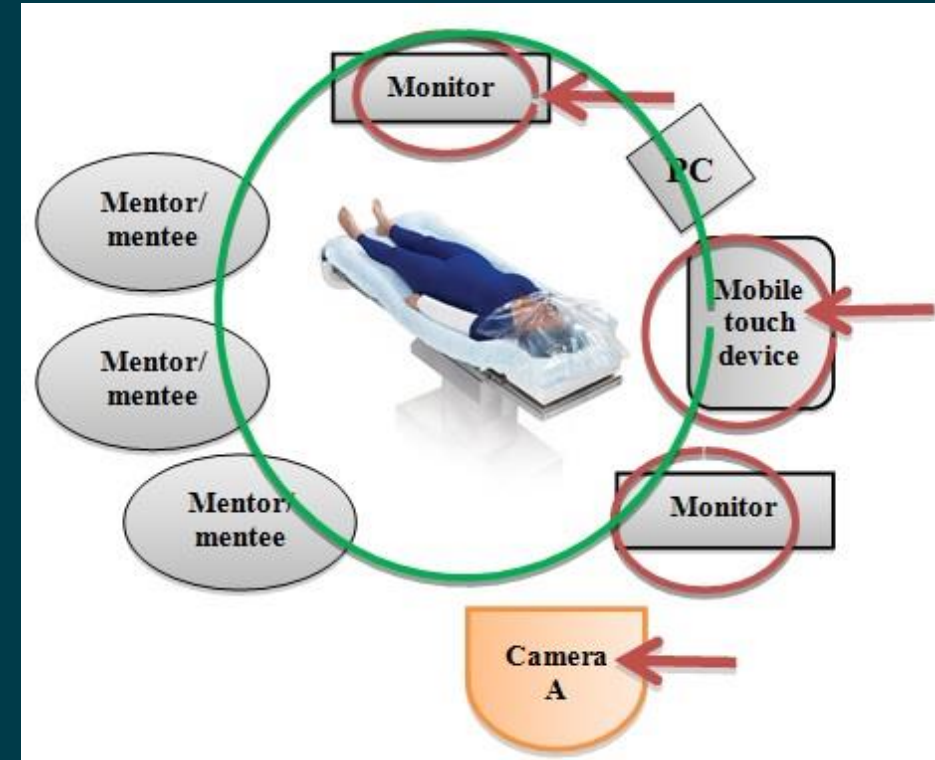 Monitor
PC
Mentor/
mentee
Mobile
touch
device
Mentor/
mentee
Mentor/
mentee
Monitor
Camera
A